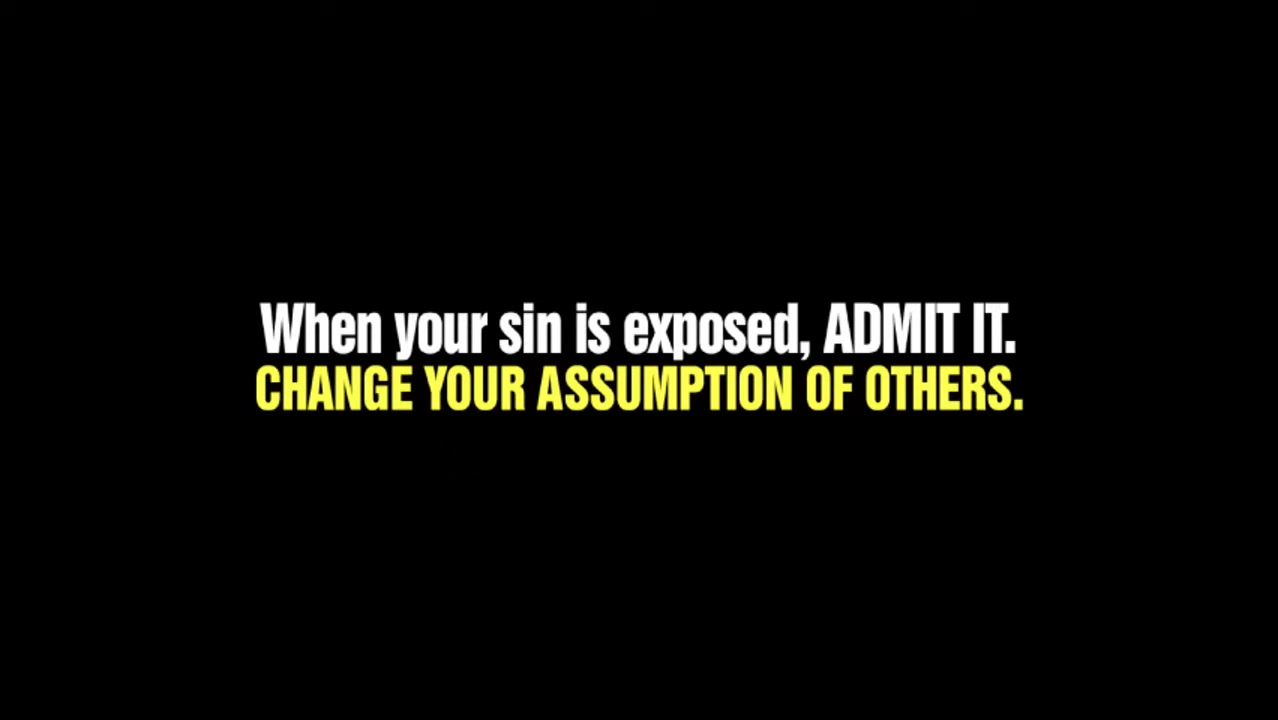 When your sin is exposed, ADMIT IT.
CHANGE YOUR ASSUMPTION OF OTHERS.